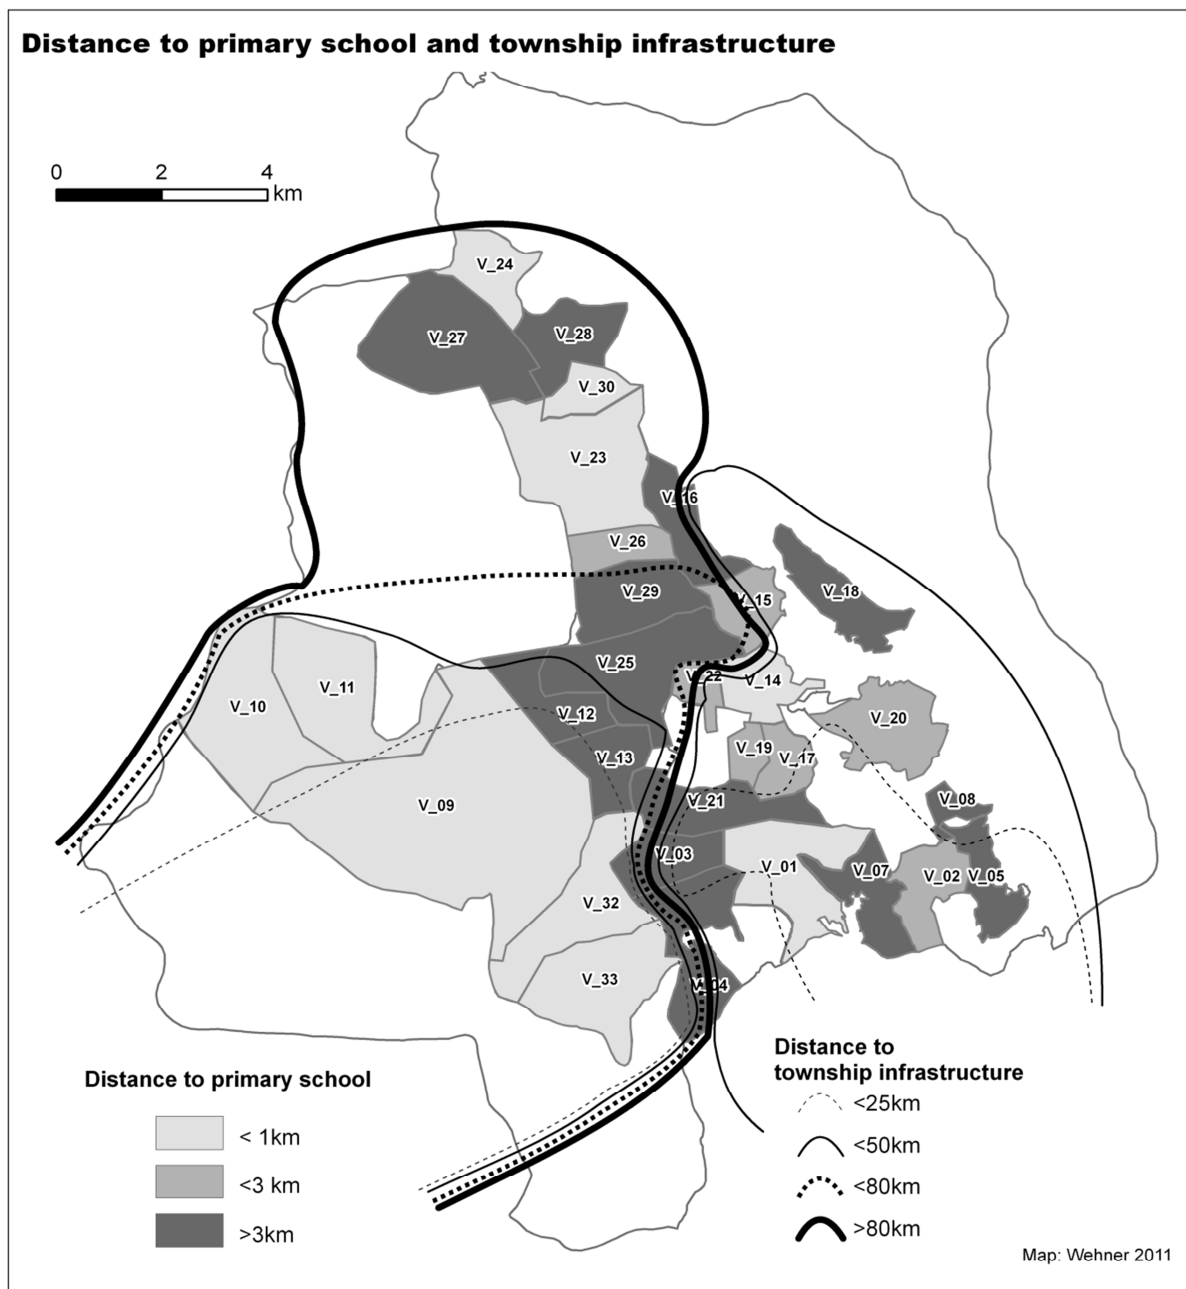 Distance to primary school and township infrastructure
0 2 4
km
V_24
V_27
V_28
V_30
V_23
V_16
V_26
V_29
V_15
V_18
V_25
V_22
V_14
V_11
V_10
V_12
V_20
V_19
V_17
V_13
V_09
V_21
V_08
V_03
V_01
V_07
V_02
V_05
V_32
V_33
V_04
Distance to primary school
< 1km
<3 km
>3km
Distance to
township infrastructure
<25km
<50km
<80km
>80km
Map: Wehner 2011